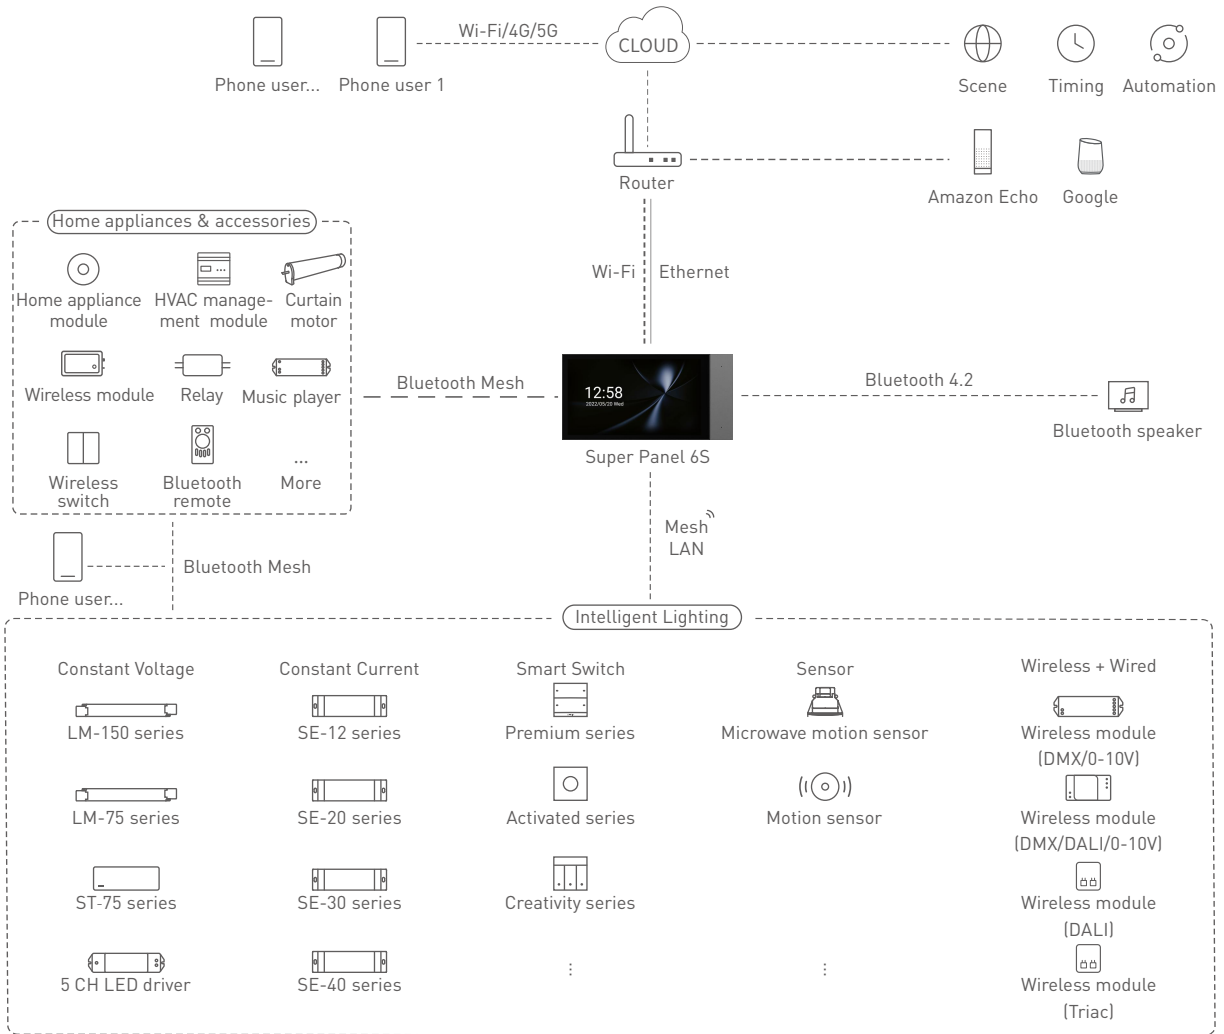 Wi-Fi/4G/5G
CLOUD
Phone user...
Phone user 1
Scene
Timing
Automation
Router
Amazon Echo
Google
Home appliances & accessories
Wi-Fi
Ethernet
Home appliance
module
HVAC manage-
ment module
Curtain
motor
Wireless module
Relay
Music player
Wireless
switch
Bluetooth
remote
...
More
Bluetooth Mesh
12:58
2022/05/20 Wed
Super Panel 6S
Bluetooth 4.2
Bluetooth speaker
Mesh
LAN
Phone user...
Bluetooth Mesh
Intelligent Lighting
Constant Voltage
LM-150 series
LM-75 series
ST-75 series
5 CH LED driver
Constant Current
SE-12 series
SE-20 series
SE-30 series
SE-40 series
Smart Switch
Premium series
Activated series
Creativity series
⋮
Sensor
Microwave motion sensor
Motion sensor
⋮
Wireless + Wired
Wireless module
(DMX/0-10V)
Wireless module
(DMX/DALI/0-10V)
Wireless module
(DALI)
Wireless module
(Triac)